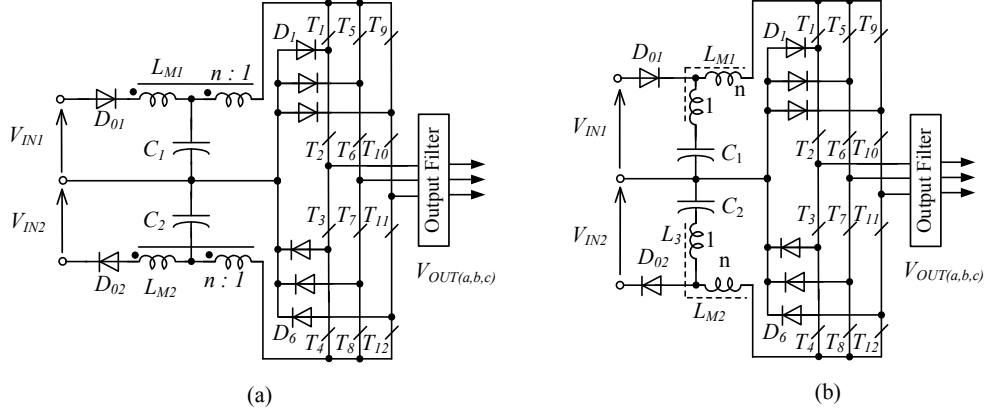 T1 T5 T9
D1
LM1
n : 1
D01
VIN1
C1
T2 T6 T10
Output Filter
C2
T3 T7 T11
VIN2
VOUT(a,b,c)
D02
LM2
n : 1
D6
T4 T8 T12
(a)
T1 T5 T9
D1
LM1
D01
n
1
VIN1
C1
T2 T6 T10
Output Filter
C2
T3 T7 T11
VIN2
L3
1
D02
n
VOUT(a,b,c)
LM2
D6
T4 T8 T12
(b)